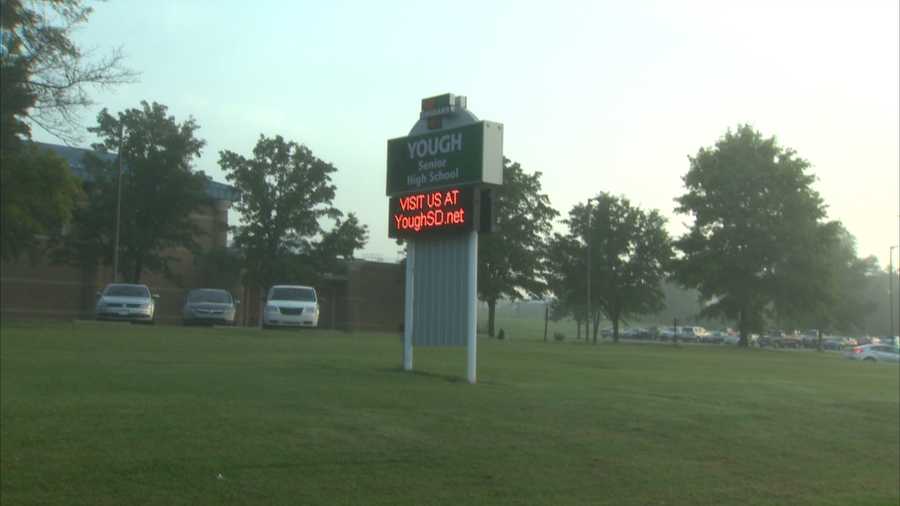 YOUGH
Senior
High School
VISIT US AT
YoughSD.net